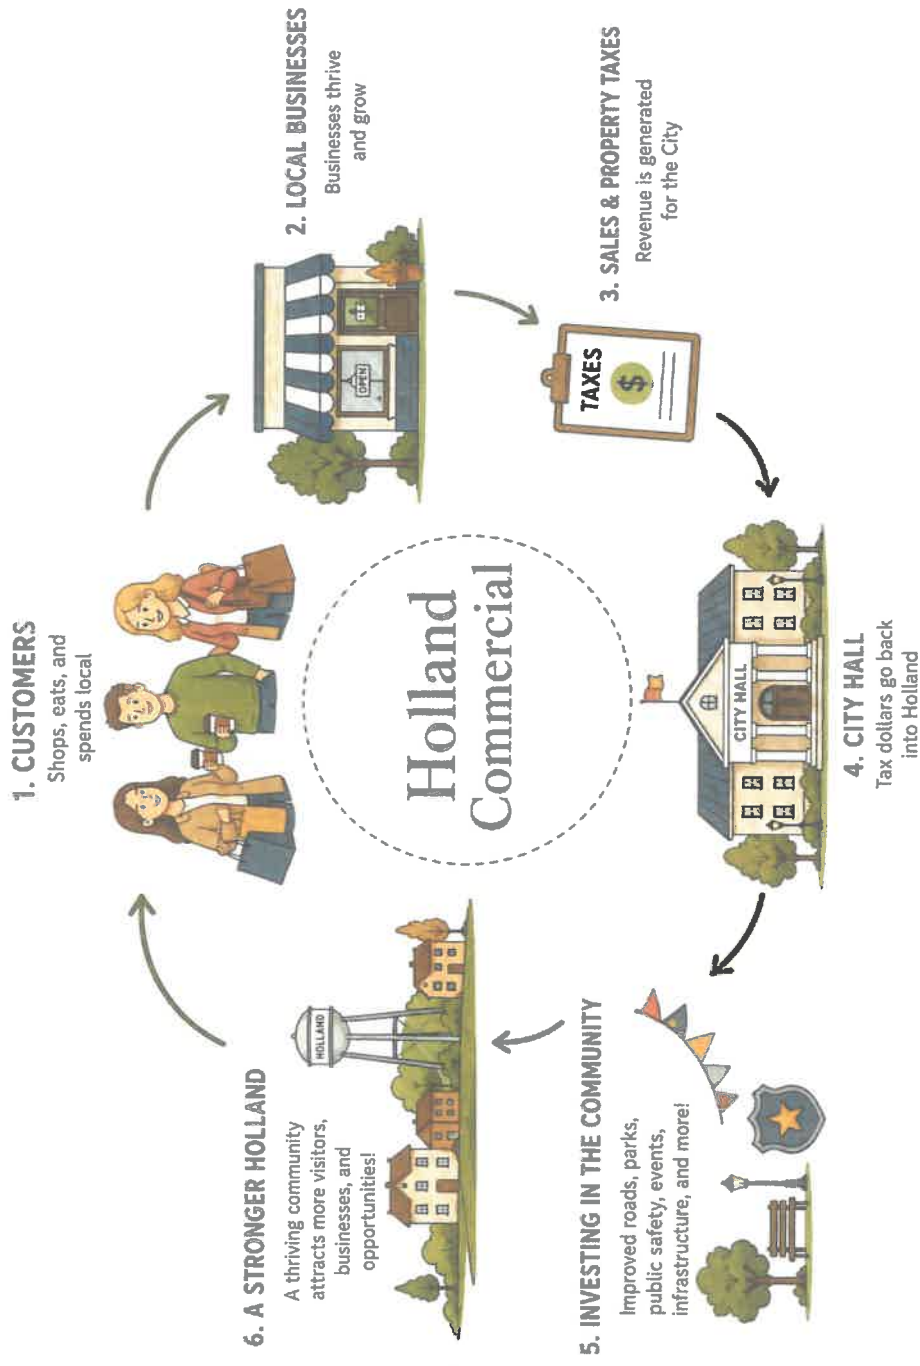 1. CUSTOMERS
Shops, eats, and
spends local
2. LOCAL BUSINESSES
Businesses thrive
and grow
OPEN
3. SALES & PROPERTY TAXES
Revenue is generated
for the City
TAXES
$
4. CITY HALL
Tax dollars go back
into Holland
CITY HALL
5. INVESTING IN THE COMMUNITY
Improved roads, parks,
public safety, events,
infrastructure, and more!
6. A STRONGER HOLLAND
A thriving community
attracts more visitors,
businesses, and
opportunities!
HOLLAND
Holland
Commercial